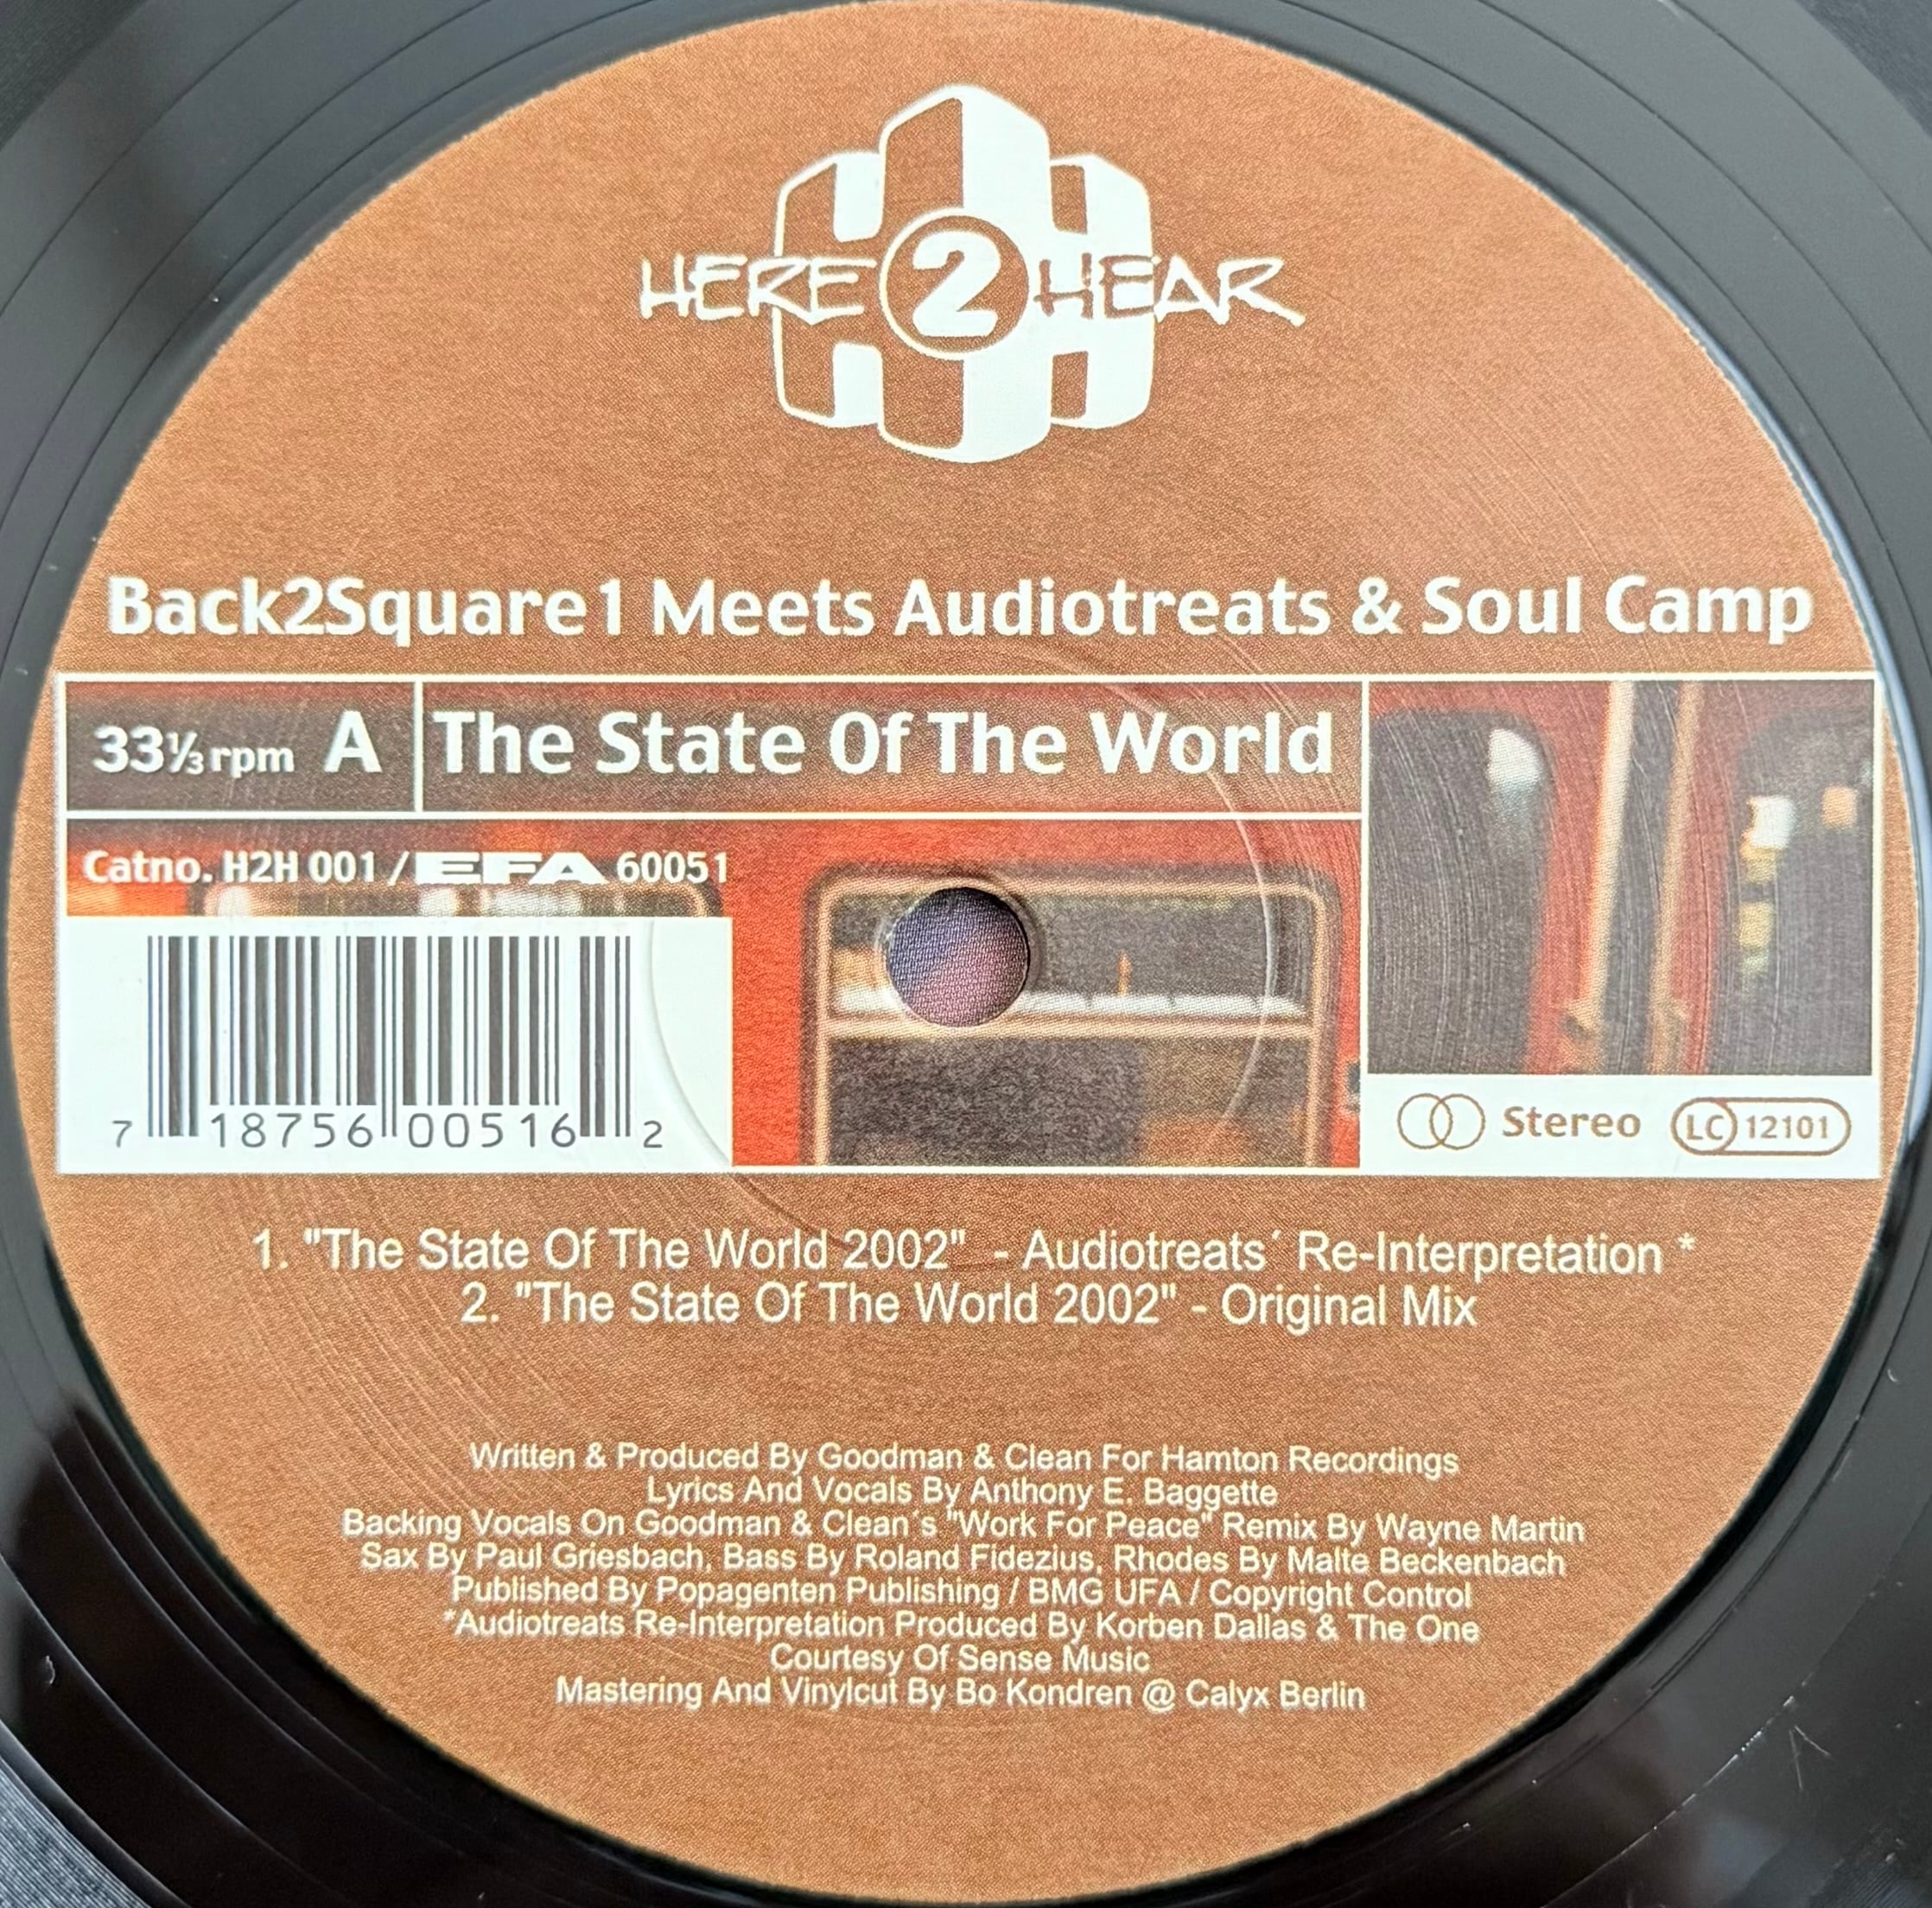 HERE 2 HEAR
Back2Square1 Meets Audiotreats & Soul Camp
33⅓ rpm A The State Of The World
Catno. H2H 001 / EFA 60051
7 18756 00516 2
Stereo LC 12101
1. "The State Of The World 2002" - Audiotreats´ Re-Interpretation *
2. "The State Of The World 2002" - Original Mix
Written & Produced By Goodman & Clean For Hamton Recordings
Lyrics And Vocals By Anthony E. Baggette
Backing Vocals On Goodman & Clean´s "Work For Peace" Remix By Wayne Martin
Sax By Paul Griesbach, Bass By Roland Fidezius, Rhodes By Malte Beckenbach
Published By Popagenten Publishing / BMG UFA / Copyright Control
*Audiotreats Re-Interpretation Produced By Korben Dallas & The One
Courtesy Of Sense Music
Mastering And Vinylcut By Bo Kondren @ Calyx Berlin